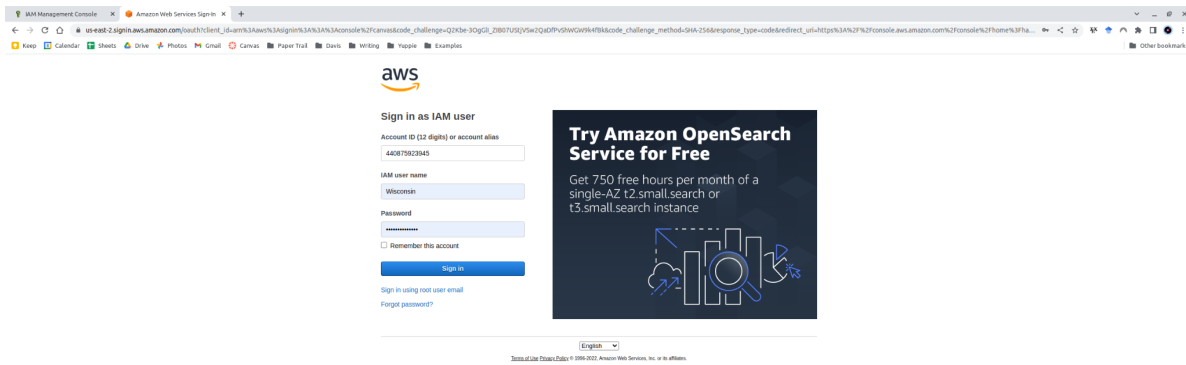 IAM Management Console
Amazon Web Services Sign-In
us-east-2.signin.aws.amazon.com/oauth?client_id=arn%3Aaws%3Asignin%3A%3A%3Aconsole%2Fcanvas&code_challenge=
&code_challenge_method=SHA-256&response_type=code&redirect_uri=https%3A%2F%2Fconsole.aws.amazon.com%2Fconsole%2Fhome%3Fha...
Keep Calendar Sheets Drive Photos Gmail Canvas Paper Trail Davis Writing Yuppie Examples Other bookmark
aws
Sign in as IAM user
Account ID (12 digits) or account alias
440875923945
IAM user name
Wisconsin
Password
••••••••••••••
Remember this account
Sign in
Sign in using root user email
Forgot password?
Try Amazon OpenSearch
Service for Free
Get 750 free hours per month of a
single-AZ t2.small.search or
t3.small.search instance
English
Terms of Use Privacy Policy © 1996-2022, Amazon Web Services, Inc. or its affiliates.